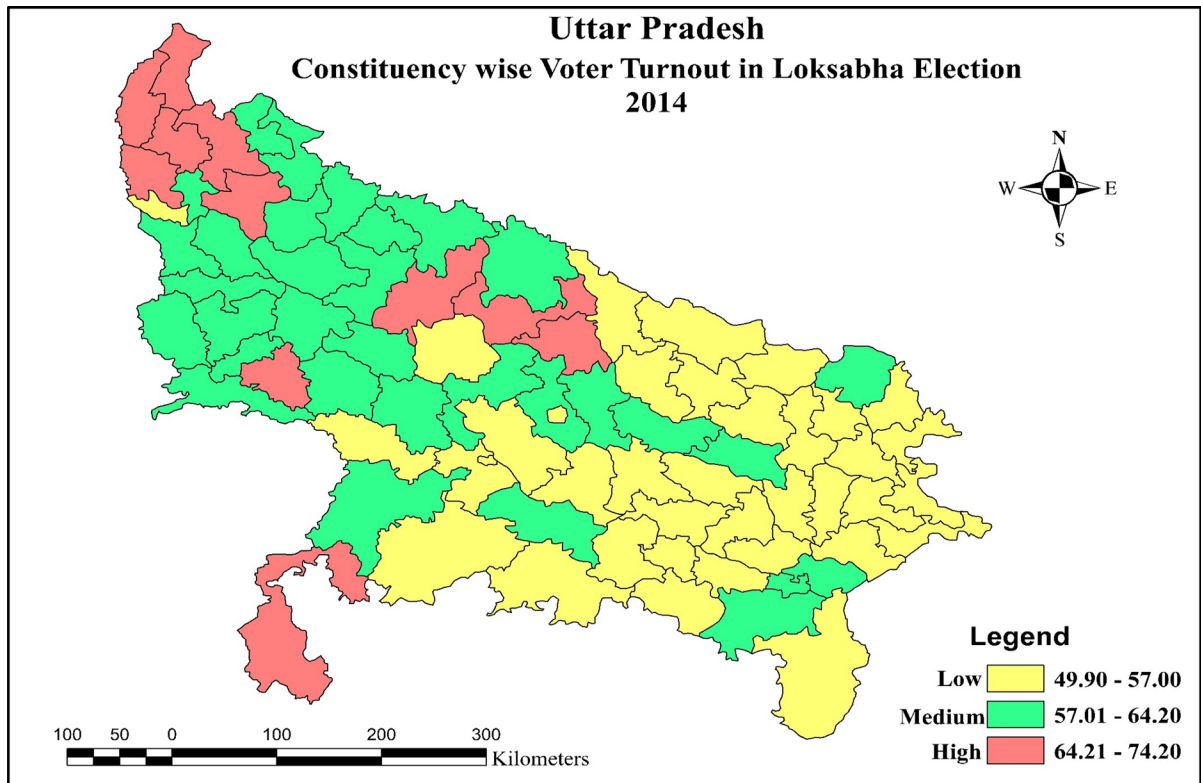 Uttar Pradesh
Constituency wise Voter Turnout in Loksabha Election
2014
N
W E
S
Legend
Low 49.90 - 57.00
Medium 57.01 - 64.20
High 64.21 - 74.20
100 50 0 100 200 300
Kilometers